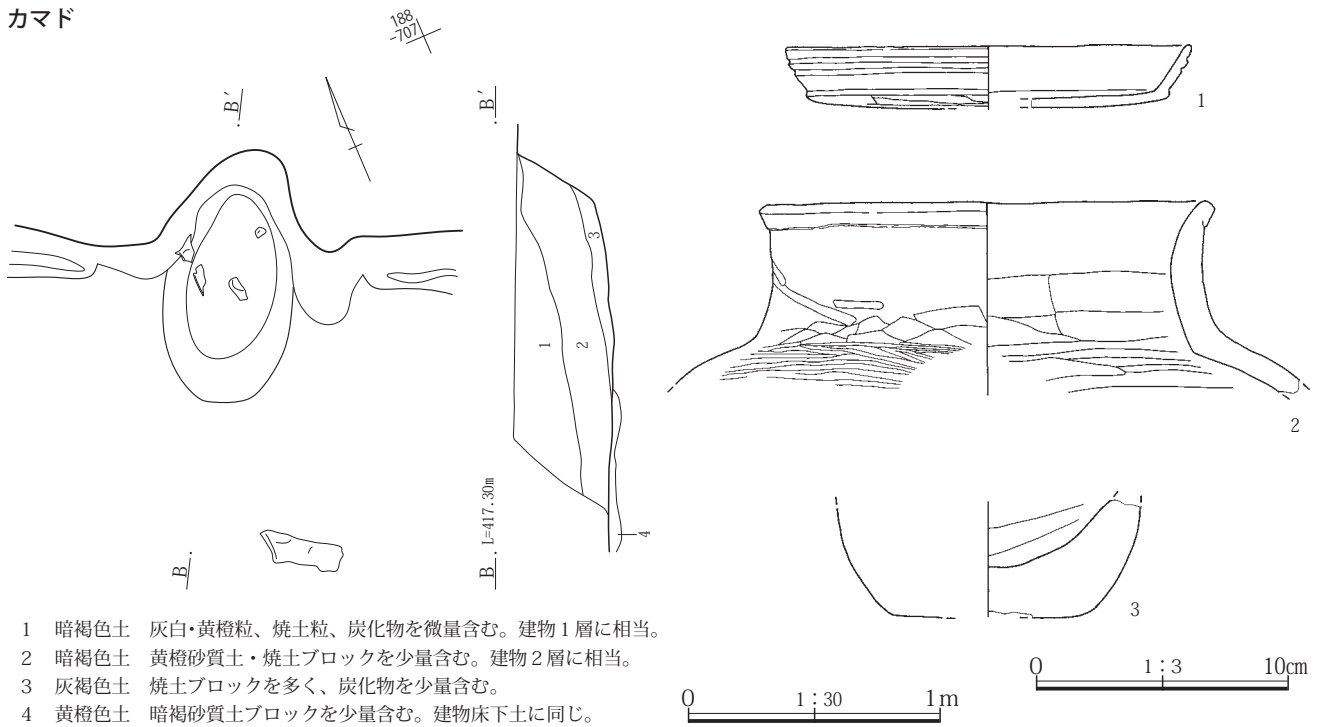 カマド
188
-707
B′
B′
1
2
3
4
B
B
L=417.30m
1
2
3
1　暗褐色土　灰白・黄橙粒、焼土粒、炭化物を微量含む。建物１層に相当。
2　暗褐色土　黄橙砂質土・焼土ブロックを少量含む。建物２層に相当。
3　灰褐色土　焼土ブロックを多く、炭化物を少量含む。
4　黄橙色土　暗褐砂質土ブロックを少量含む。建物床下土に同じ。
0 1:30 1m
0 1:3 10cm